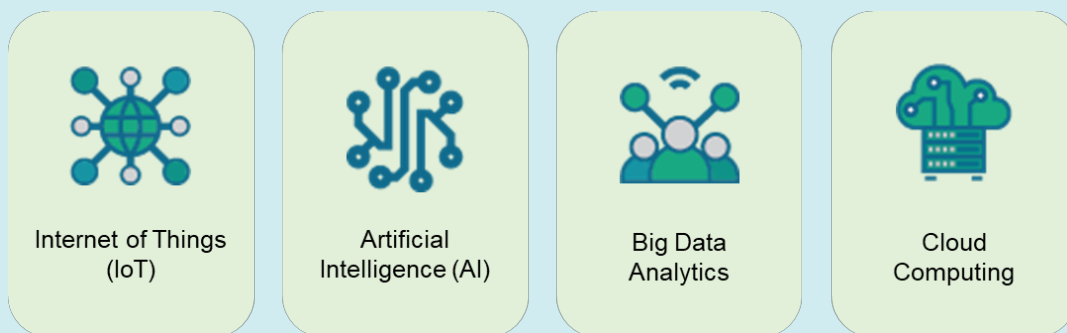 Internet of Things
(IoT)
Artificial
Intelligence (AI)
Big Data
Analytics
Cloud
Computing